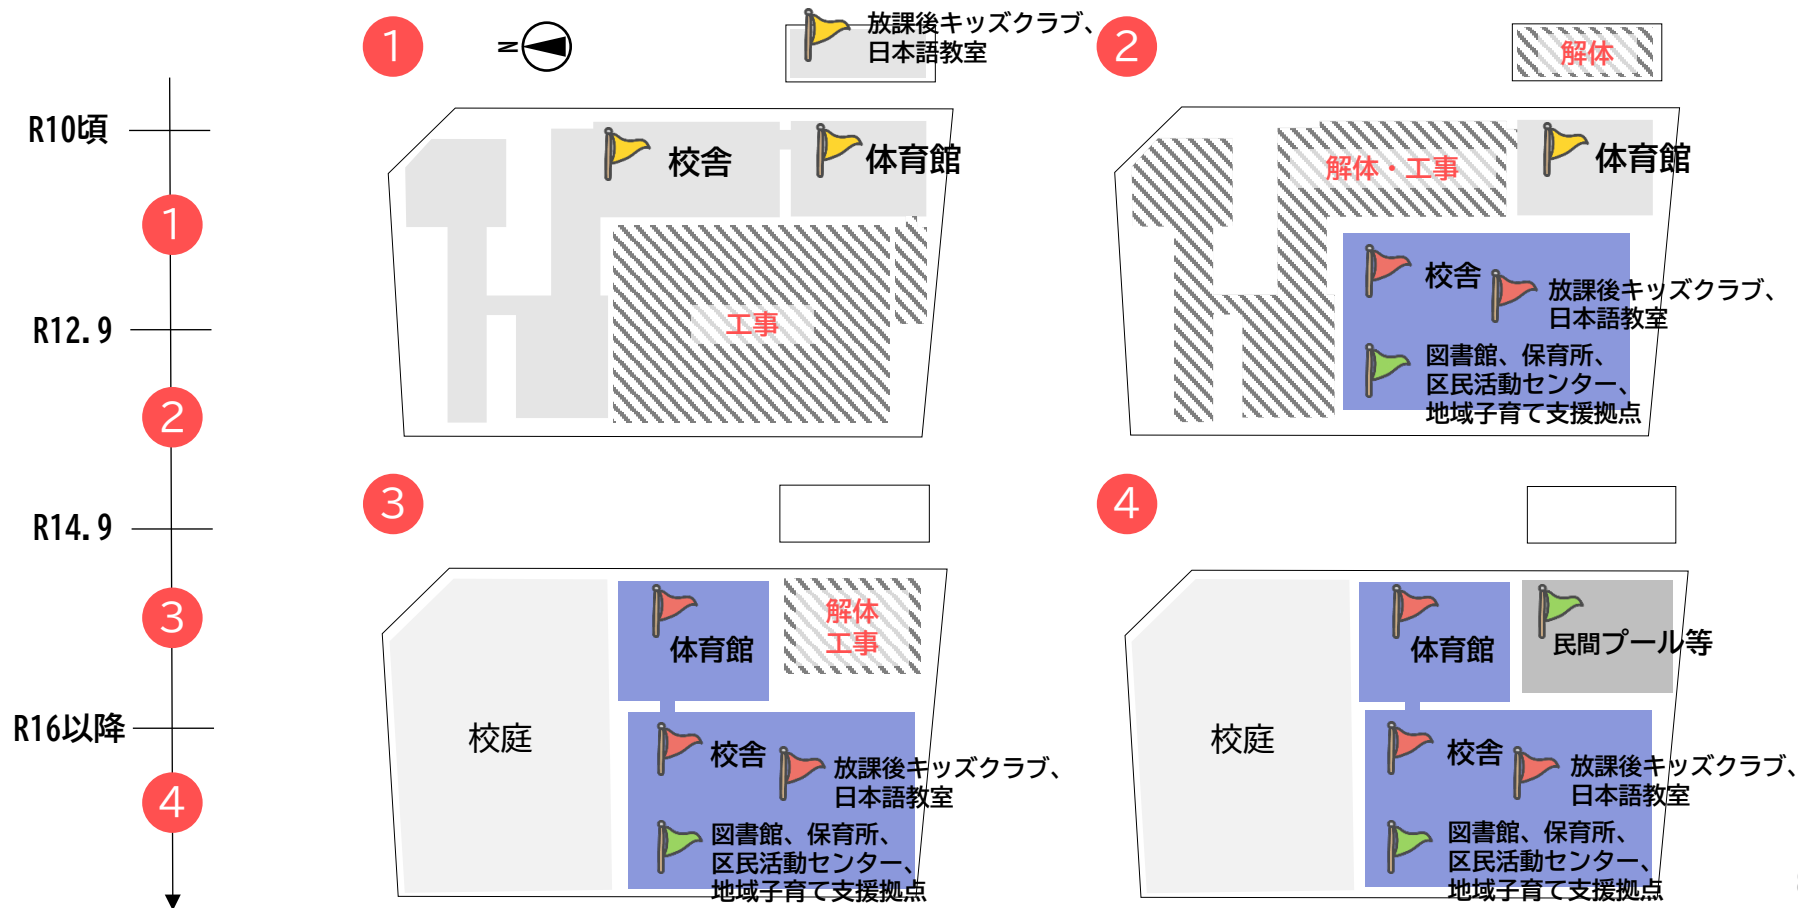 R10頃
1
R12.9
2
R14.9
3
R16以降
4
1
N
放課後キッズクラブ、
日本語教室
校舎
体育館
工事
2
解体
解体・工事
体育館
校舎
放課後キッズクラブ、
日本語教室
図書館、保育所、
区民活動センター、
地域子育て支援拠点
3
体育館
解体
工事
校庭
校舎
放課後キッズクラブ、
日本語教室
図書館、保育所、
区民活動センター、
地域子育て支援拠点
4
体育館
民間プール等
校庭
校舎
放課後キッズクラブ、
日本語教室
図書館、保育所、
区民活動センター、
地域子育て支援拠点